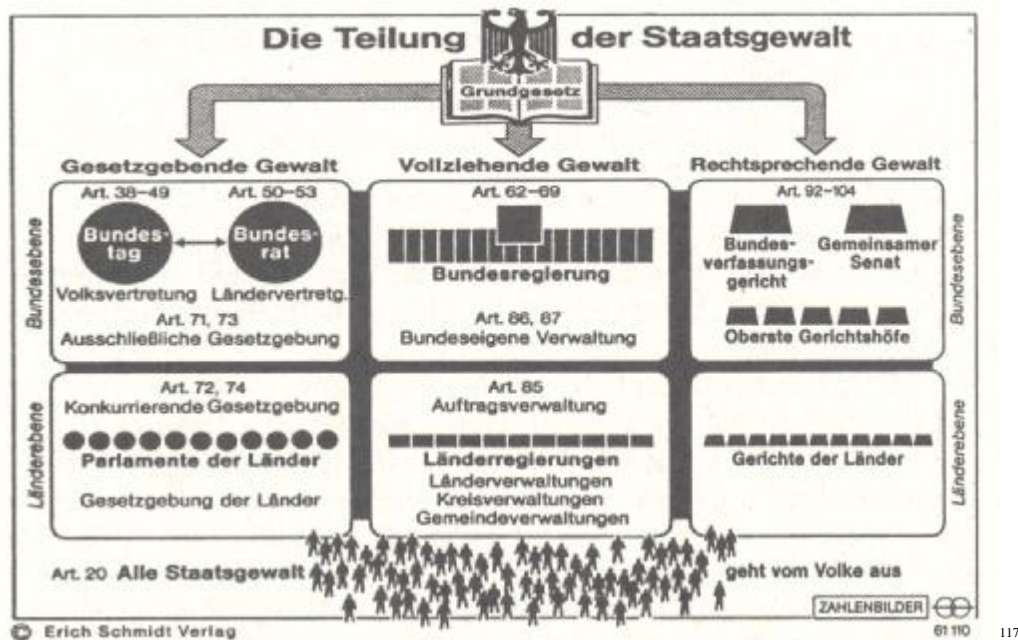 Die Teilung der Staatsgewalt
Grundgesetz
Gesetzgebende Gewalt
Vollziehende Gewalt
Rechtsprechende Gewalt
Bundesebene
Art. 38–49
Art. 50–53
Bundes-
tag
Bundes-
rat
Volksvertretung
Ländervertretg.
Art. 71, 73
Ausschließliche Gesetzgebung
Art. 62–69
Bundesregierung
Art. 86, 87
Bundeseigene Verwaltung
Art. 92–104
Bundes-
verfassungs-
gericht
Gemeinsamer
Senat
Oberste Gerichtshöfe
Bundesebene
Länderebene
Art. 72, 74
Konkurrierende Gesetzgebung
Parlamente der Länder
Gesetzgebung der Länder
Art. 85
Auftragsverwaltung
Länderregierungen
Länderverwaltungen
Kreisverwaltungen
Gemeindeverwaltungen
Gerichte der Länder
Länderebene
Art. 20 Alle Staatsgewalt geht vom Volke aus
ZAHLENBILDER
© Erich Schmidt Verlag
61 110
117